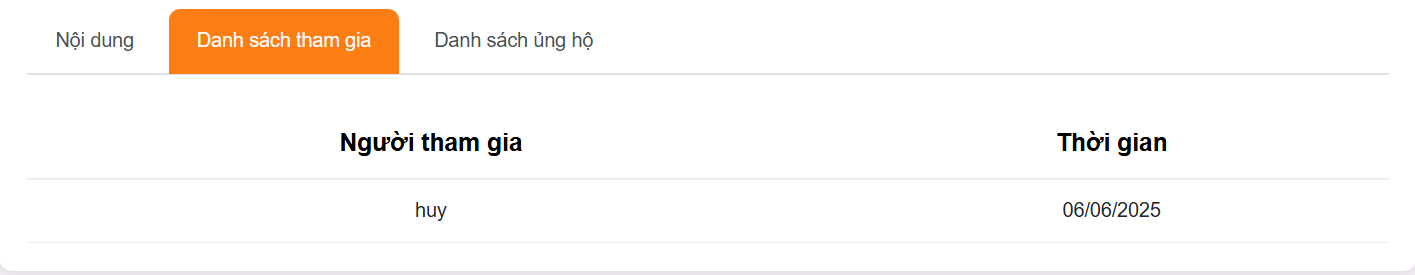 Nội dung Danh sách tham gia Danh sách ủng hộ
Người tham gia Thời gian
huy 06/06/2025